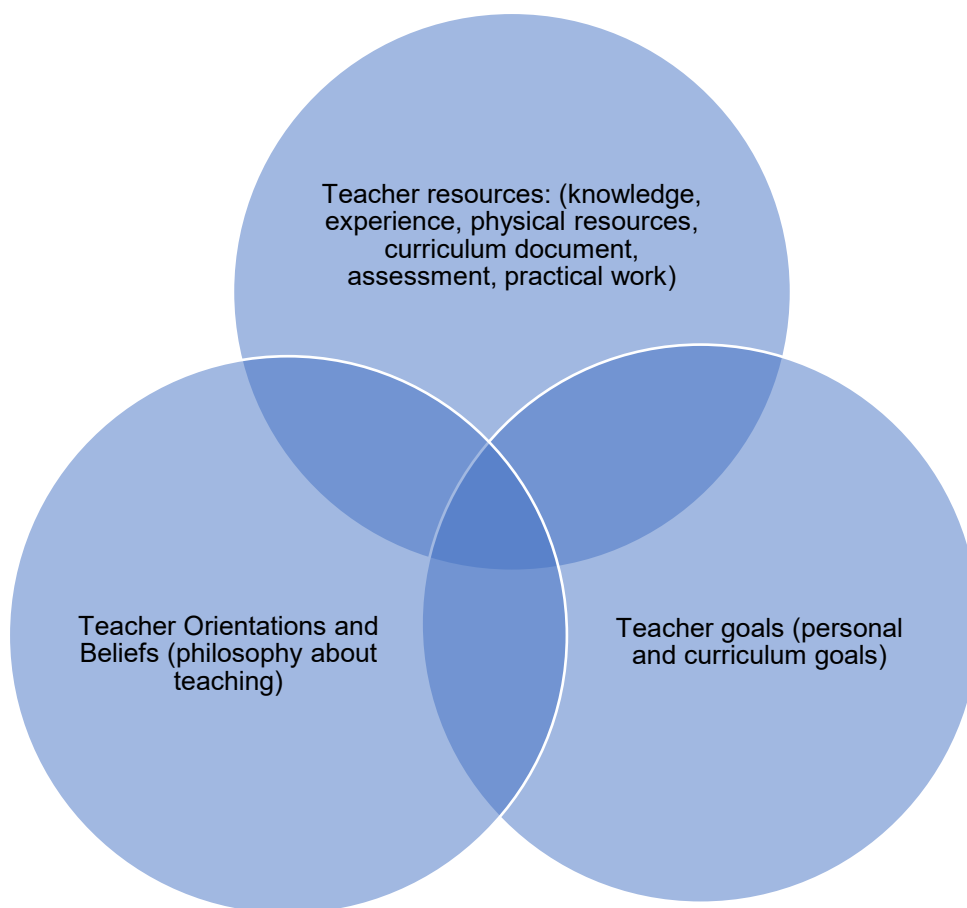 Teacher resources: (knowledge,
experience, physical resources,
curriculum document,
assessment, practical work)
Teacher Orientations and
Beliefs (philosophy about
teaching)
Teacher goals (personal
and curriculum goals)